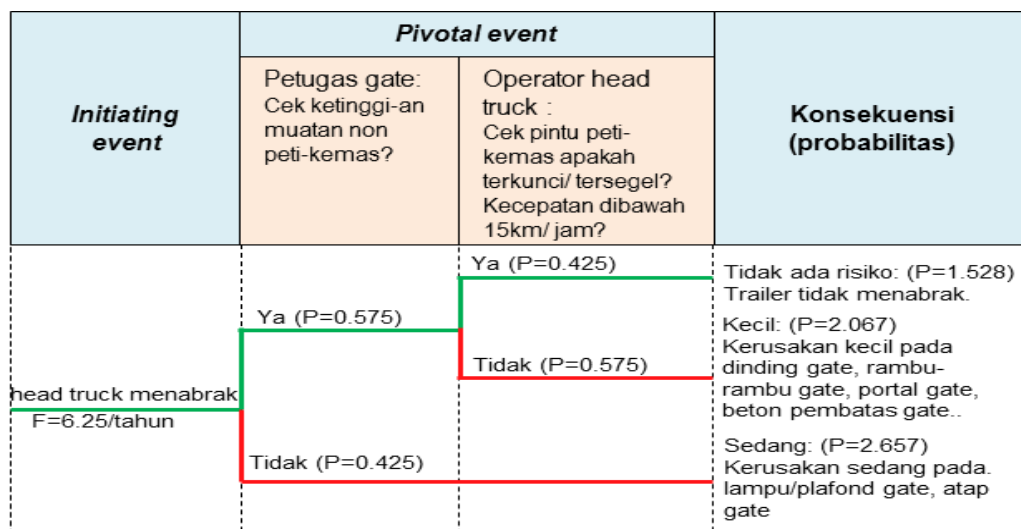 Initiating
event
Pivotal event
Petugas gate:
Cek ketinggi-an
muatan non
peti-kemas?
Operator head
truck :
Cek pintu peti-
kemas apakah
terkunci/ tersegel?
Kecepatan dibawah
15km/ jam?
Konsekuensi
(probabilitas)
head truck menabrak
F=6.25/tahun
Ya (P=0.575)
Tidak (P=0.425)
Ya (P=0.425)
Tidak (P=0.575)
Tidak ada risiko: (P=1.528)
Trailer tidak menabrak.
Kecil: (P=2.067)
Kerusakan kecil pada
dinding gate, rambu-
rambu gate, portal gate,
beton pembatas gate..
Sedang: (P=2.657)
Kerusakan sedang pada.
lampu/plafond gate, atap
gate